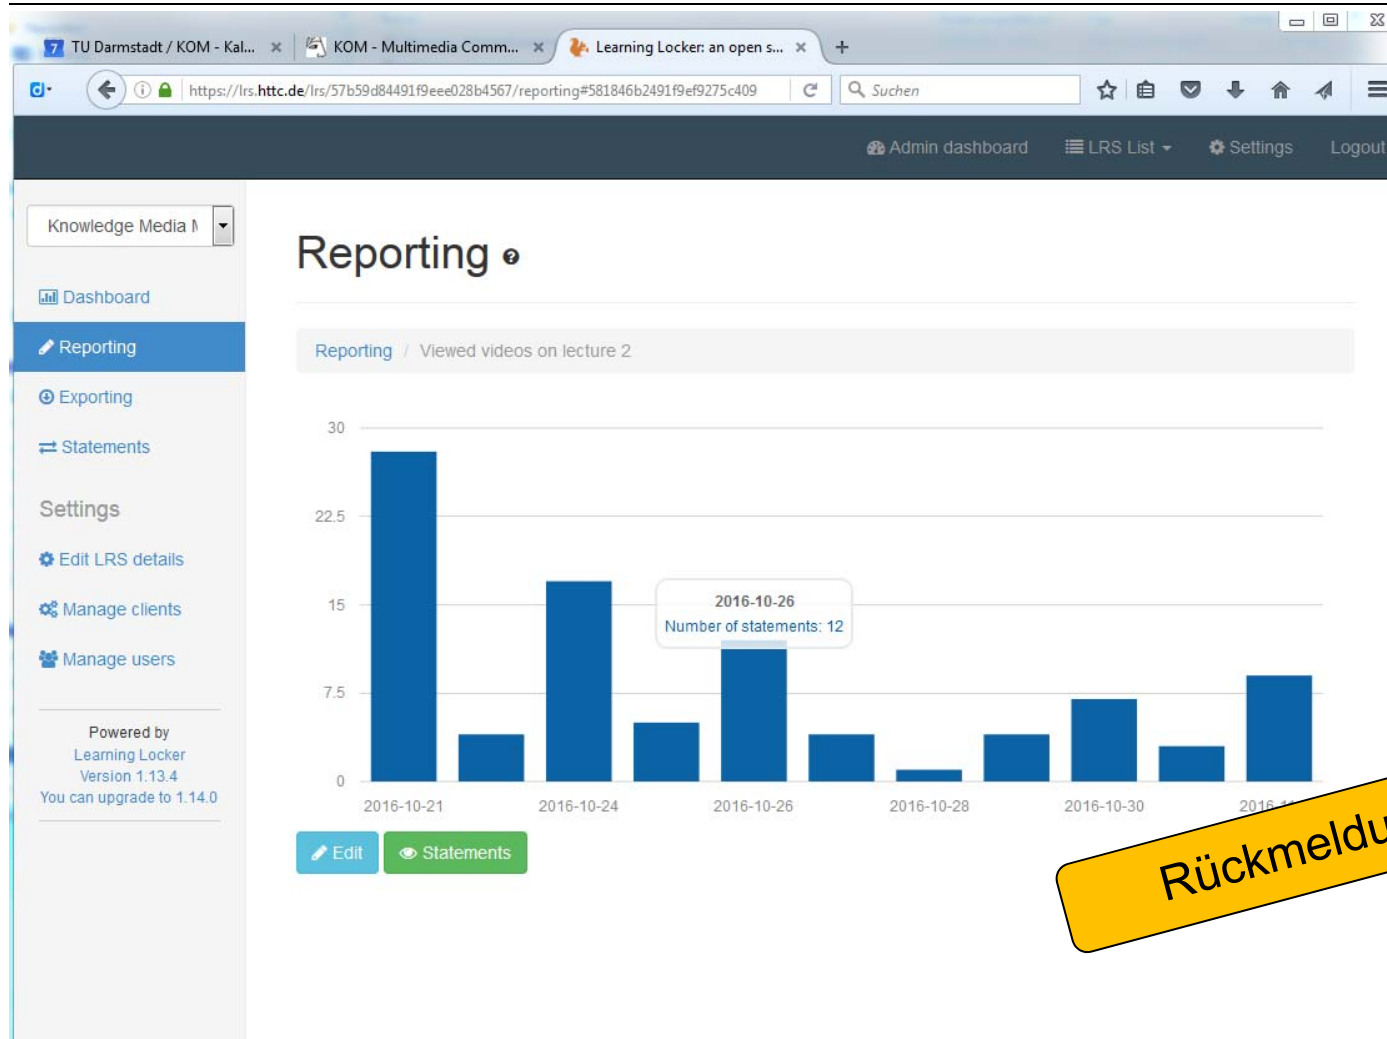 TU Darmstadt / KOM - Kal...
KOM - Multimedia Comm...
Learning Locker: an open s...
https://lrs.httc.de/lrs/57b59d84491f9eee028b4567/reporting#581846b2491f9ef9275c409
Suchen
Admin dashboard
LRS List
Settings
Logout
Knowledge Media M
Dashboard
Reporting
Exporting
Statements
Settings
Edit LRS details
Manage clients
Manage users
Powered by
Learning Locker
Version 1.13.4
You can upgrade to 1.14.0
Reporting
Reporting / Viewed videos on lecture 2
30
22.5
15
7.5
0
2016-10-26
Number of statements: 12
2016-10-21
2016-10-24
2016-10-26
2016-10-28
2016-10-30
Edit
Statements
Rückmeldu